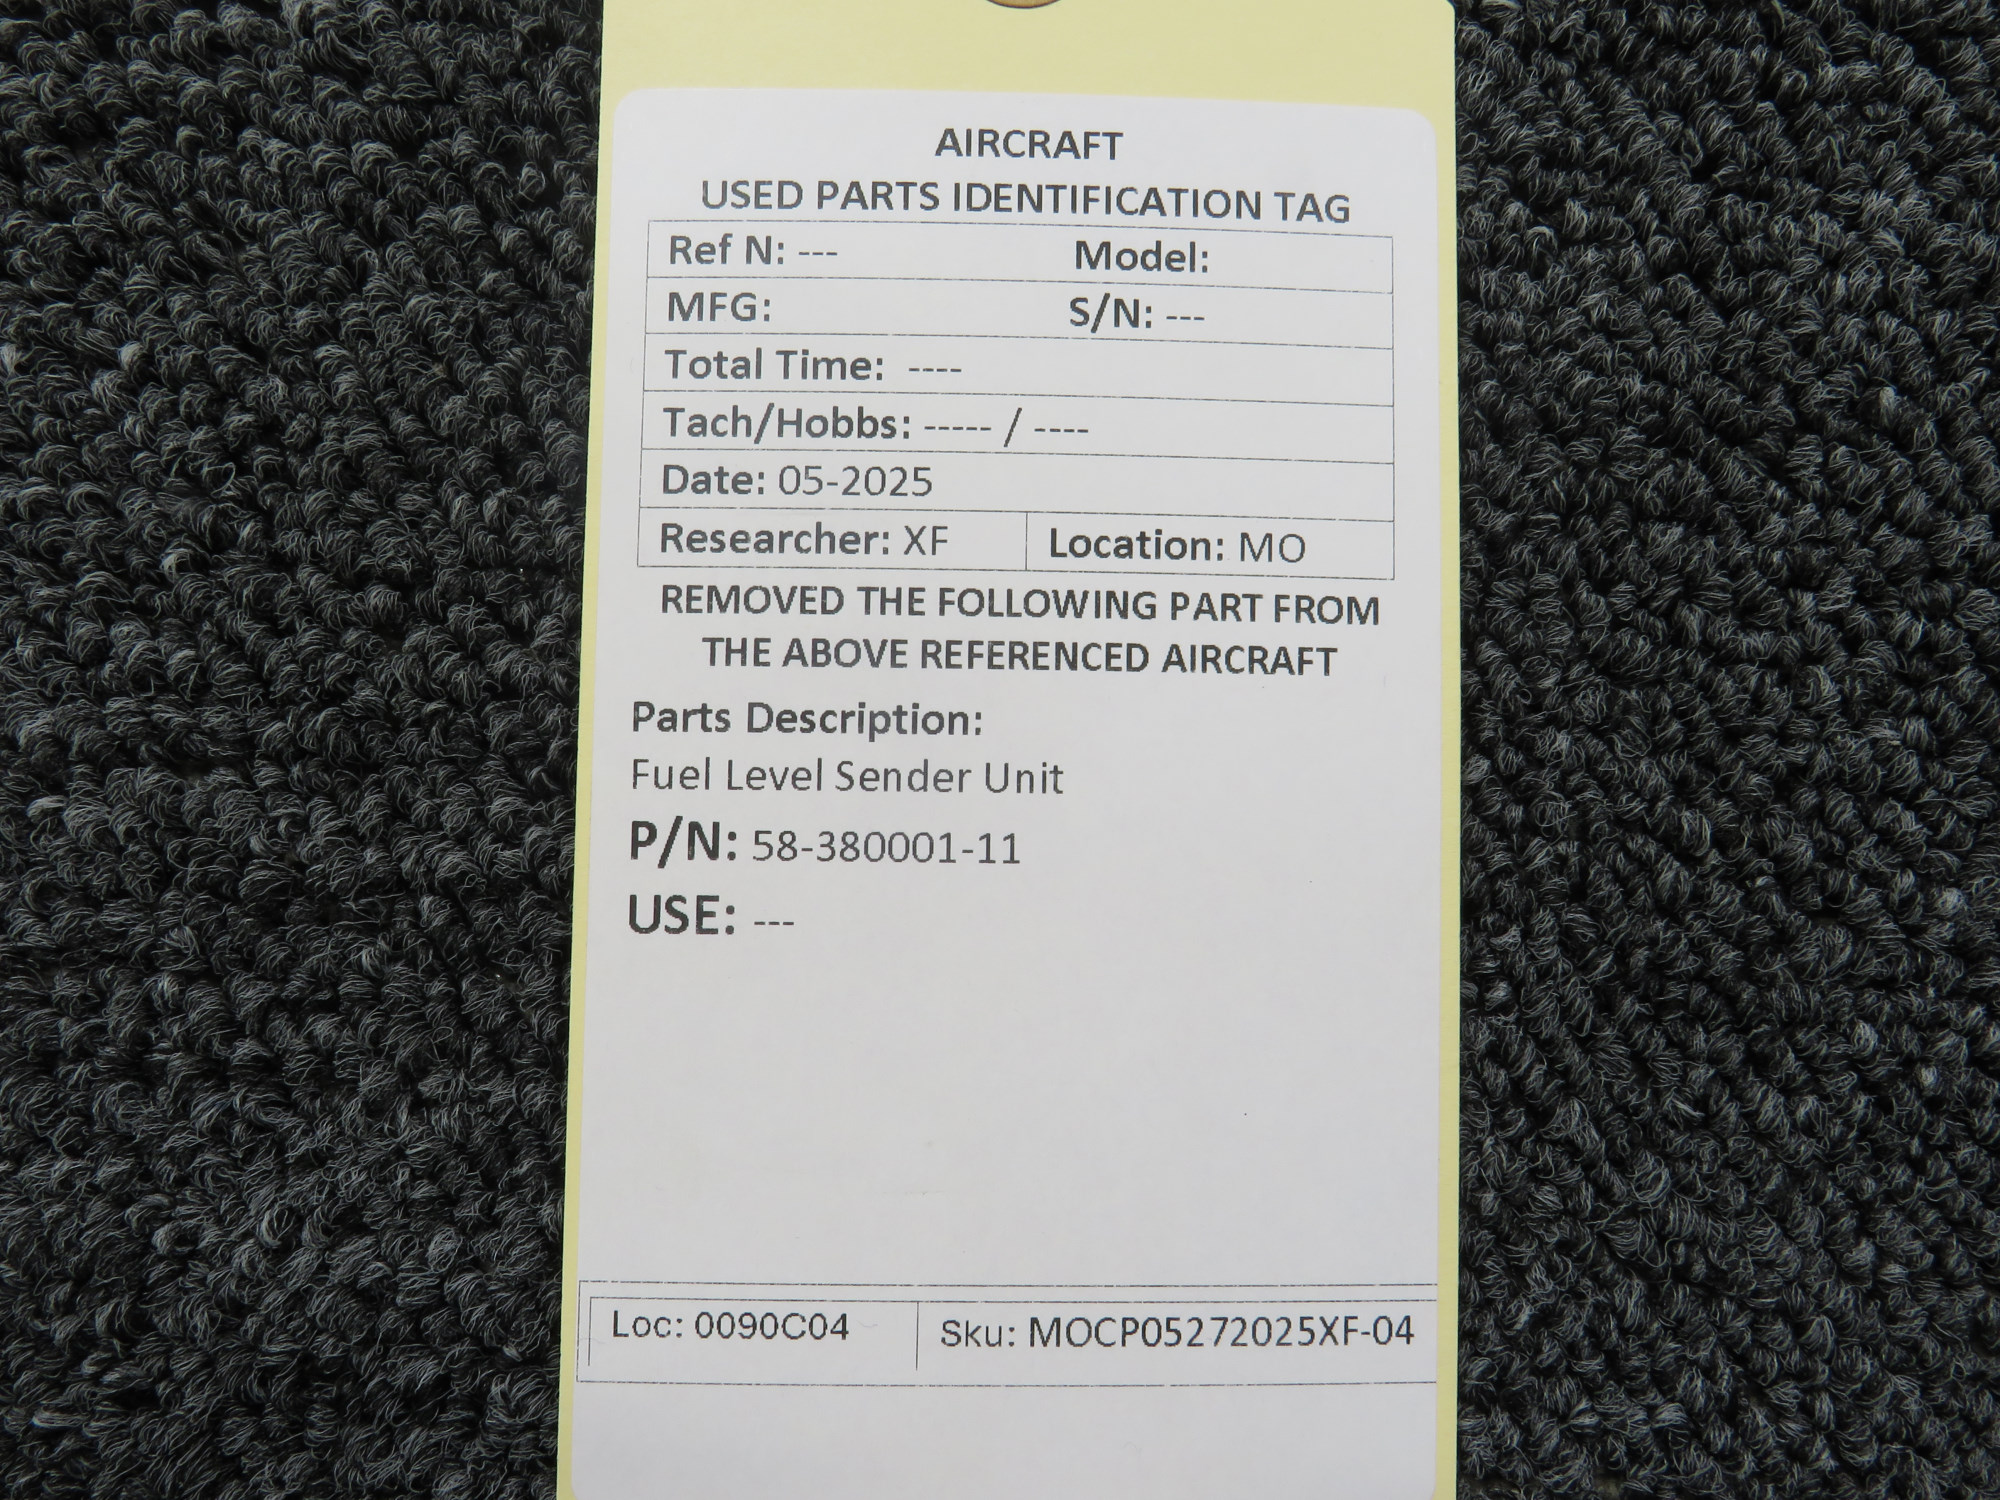 AIRCRAFT
USED PARTS IDENTIFICATION TAG
Ref N: --- Model:
MFG: S/N: ---
Total Time: ----
Tach/Hobbs: ----- / ----
Date: 05-2025
Researcher: XF Location: MO
REMOVED THE FOLLOWING PART FROM
THE ABOVE REFERENCED AIRCRAFT
Parts Description:
Fuel Level Sender Unit
P/N: 58-380001-11
USE: ---
Loc: 0090C04 Sku: MOCP05272025XF-04